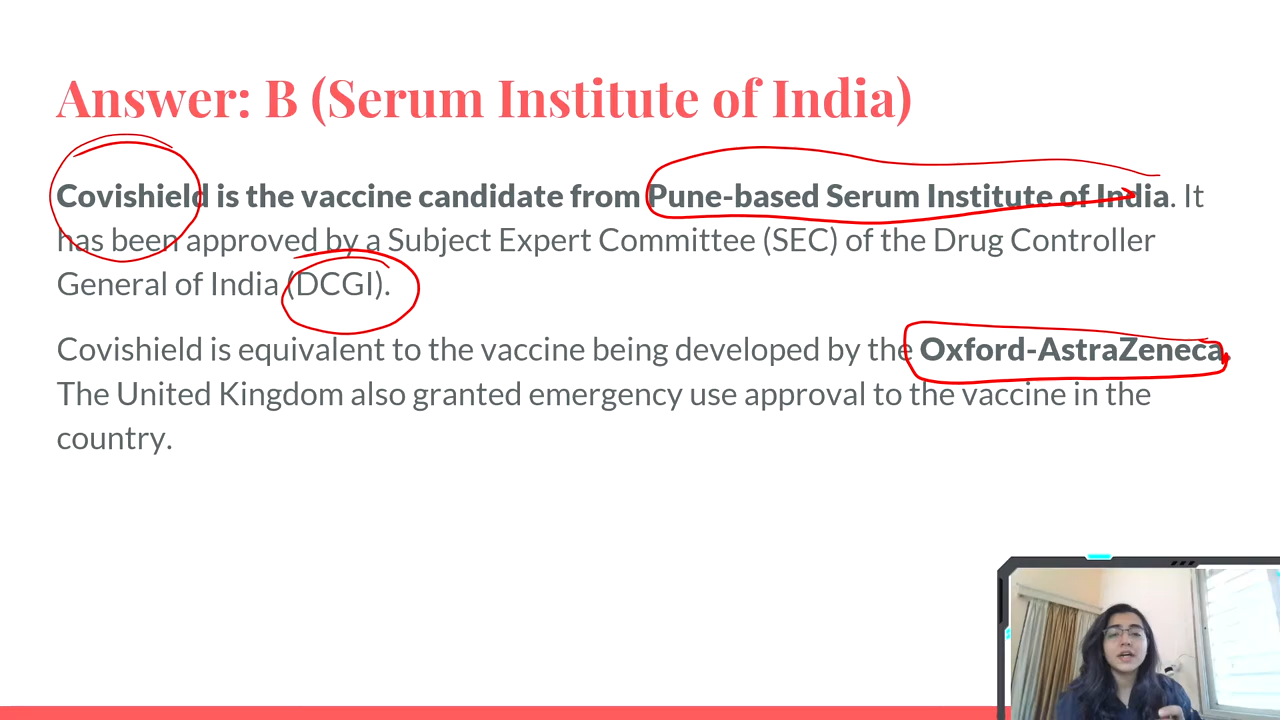 Answer: B (Serum Institute of India)
Covishield is the vaccine candidate from Pune-based Serum Institute of India. It
has been approved by a Subject Expert Committee (SEC) of the Drug Controller
General of India (DCGI).
Covishield is equivalent to the vaccine being developed by the Oxford-AstraZeneca.
The United Kingdom also granted emergency use approval to the vaccine in the
country.